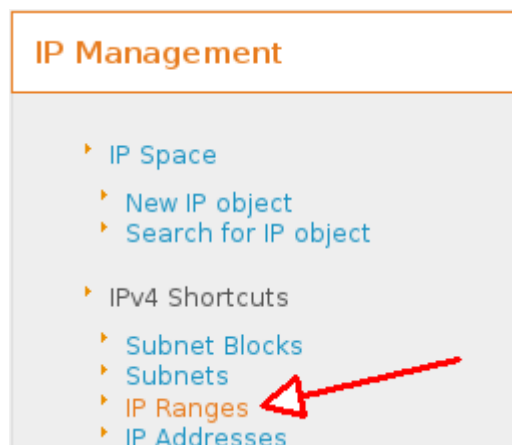 IP Management
IP Space
New IP object
Search for IP object
IPv4 Shortcuts
Subnet Blocks
Subnets
IP Ranges
IP Addresses